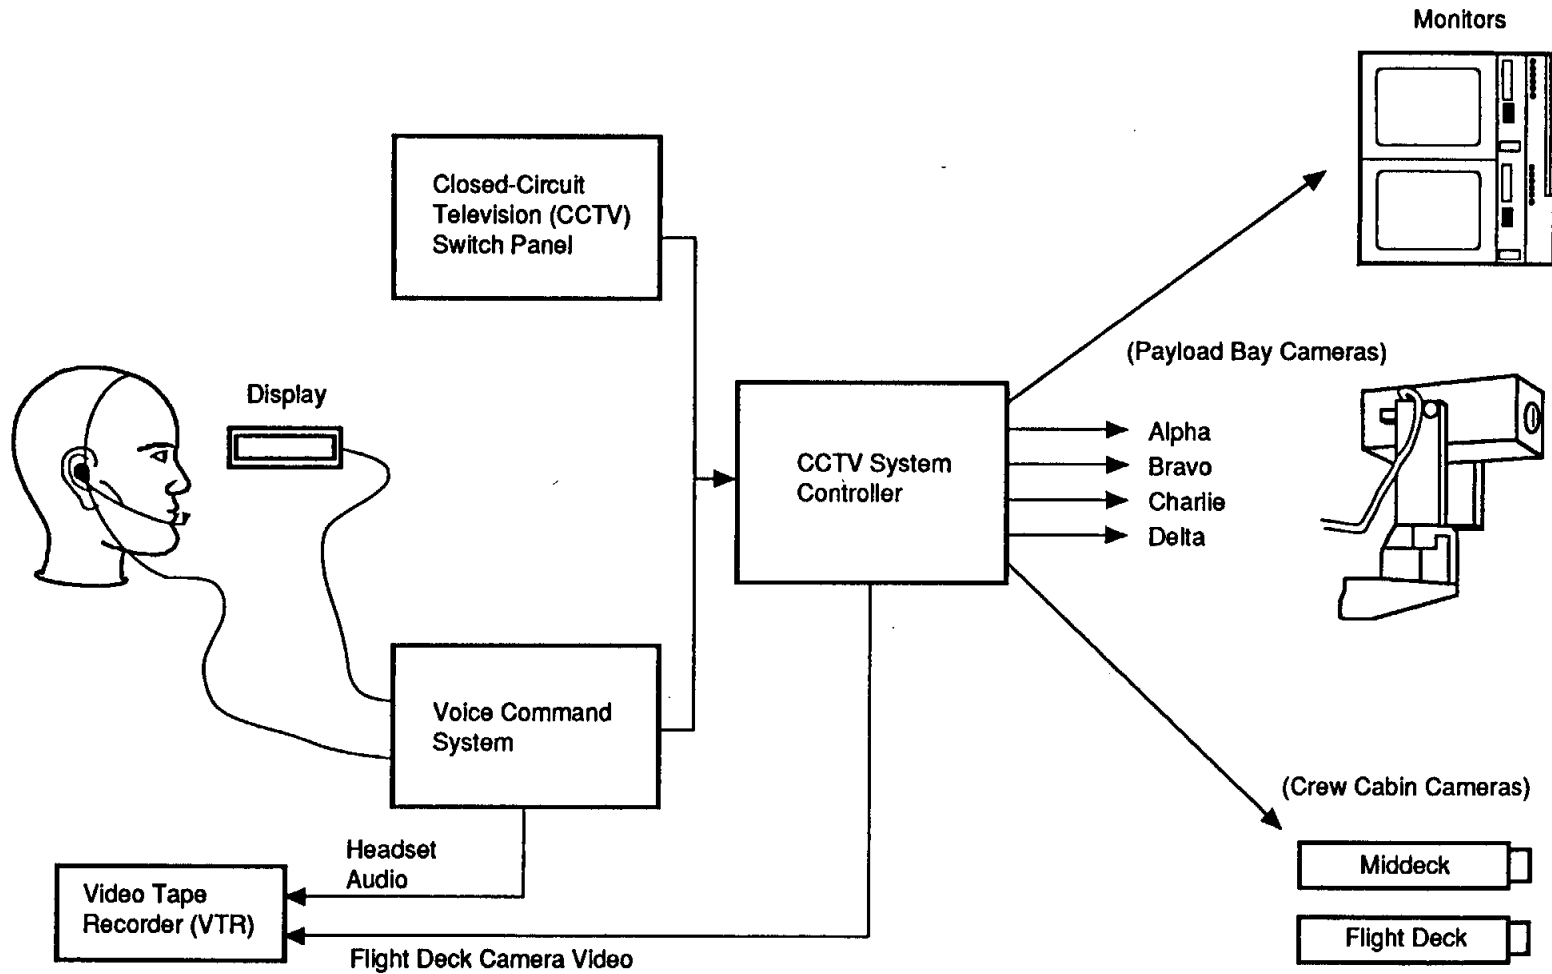 Monitors
Closed-Circuit
Television (CCTV)
Switch Panel
(Payload Bay Cameras)
Display
Alpha
Bravo
Charlie
Delta
CCTV System
Controller
Voice Command
System
(Crew Cabin Cameras)
Headset
Audio
Middeck
Video Tape
Recorder (VTR)
Flight Deck
Flight Deck Camera Video